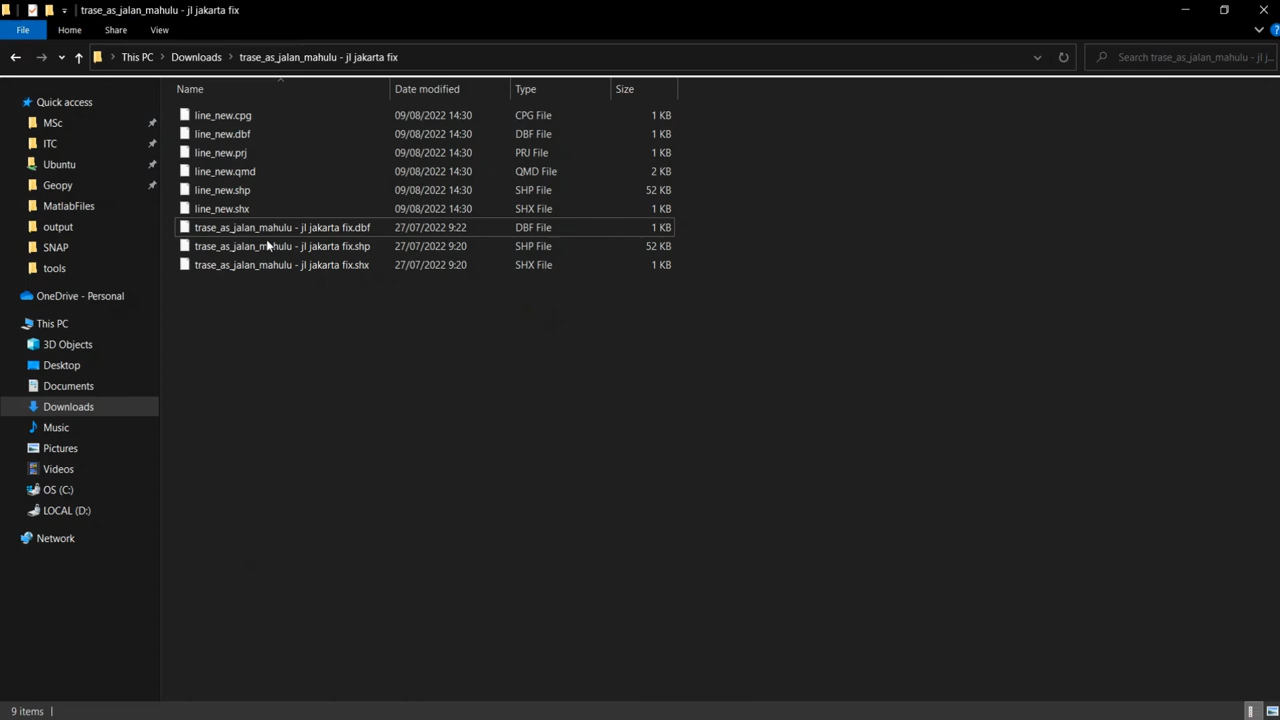 trase_as_jalan_mahulu - jl jakarta fix
File Home Share View
This PC Downloads trase_as_jalan_mahulu - jl jakarta fix
Search trase_as_jalan_mahulu - jl j...
Name Date modified Type Size
Quick access
MSc
ITC
Ubuntu
Geopy
MatlabFiles
output
SNAP
tools
OneDrive - Personal
This PC
3D Objects
Desktop
Documents
Downloads
Music
Pictures
Videos
OS (C:)
LOCAL (D:)
Network
line_new.cpg 09/08/2022 14:30 CPG File 1 KB
line_new.dbf 09/08/2022 14:30 DBF File 1 KB
line_new.prj 09/08/2022 14:30 PRJ File 1 KB
line_new.qmd 09/08/2022 14:30 QMD File 2 KB
line_new.shp 09/08/2022 14:30 SHP File 52 KB
line_new.shx 09/08/2022 14:30 SHX File 1 KB
trase_as_jalan_mahulu - jl jakarta fix.dbf 27/07/2022 9:22 DBF File 1 KB
trase_as_jalan_mahulu - jl jakarta fix.shp 27/07/2022 9:20 SHP File 52 KB
trase_as_jalan_mahulu - jl jakarta fix.shx 27/07/2022 9:20 SHX File 1 KB
9 items